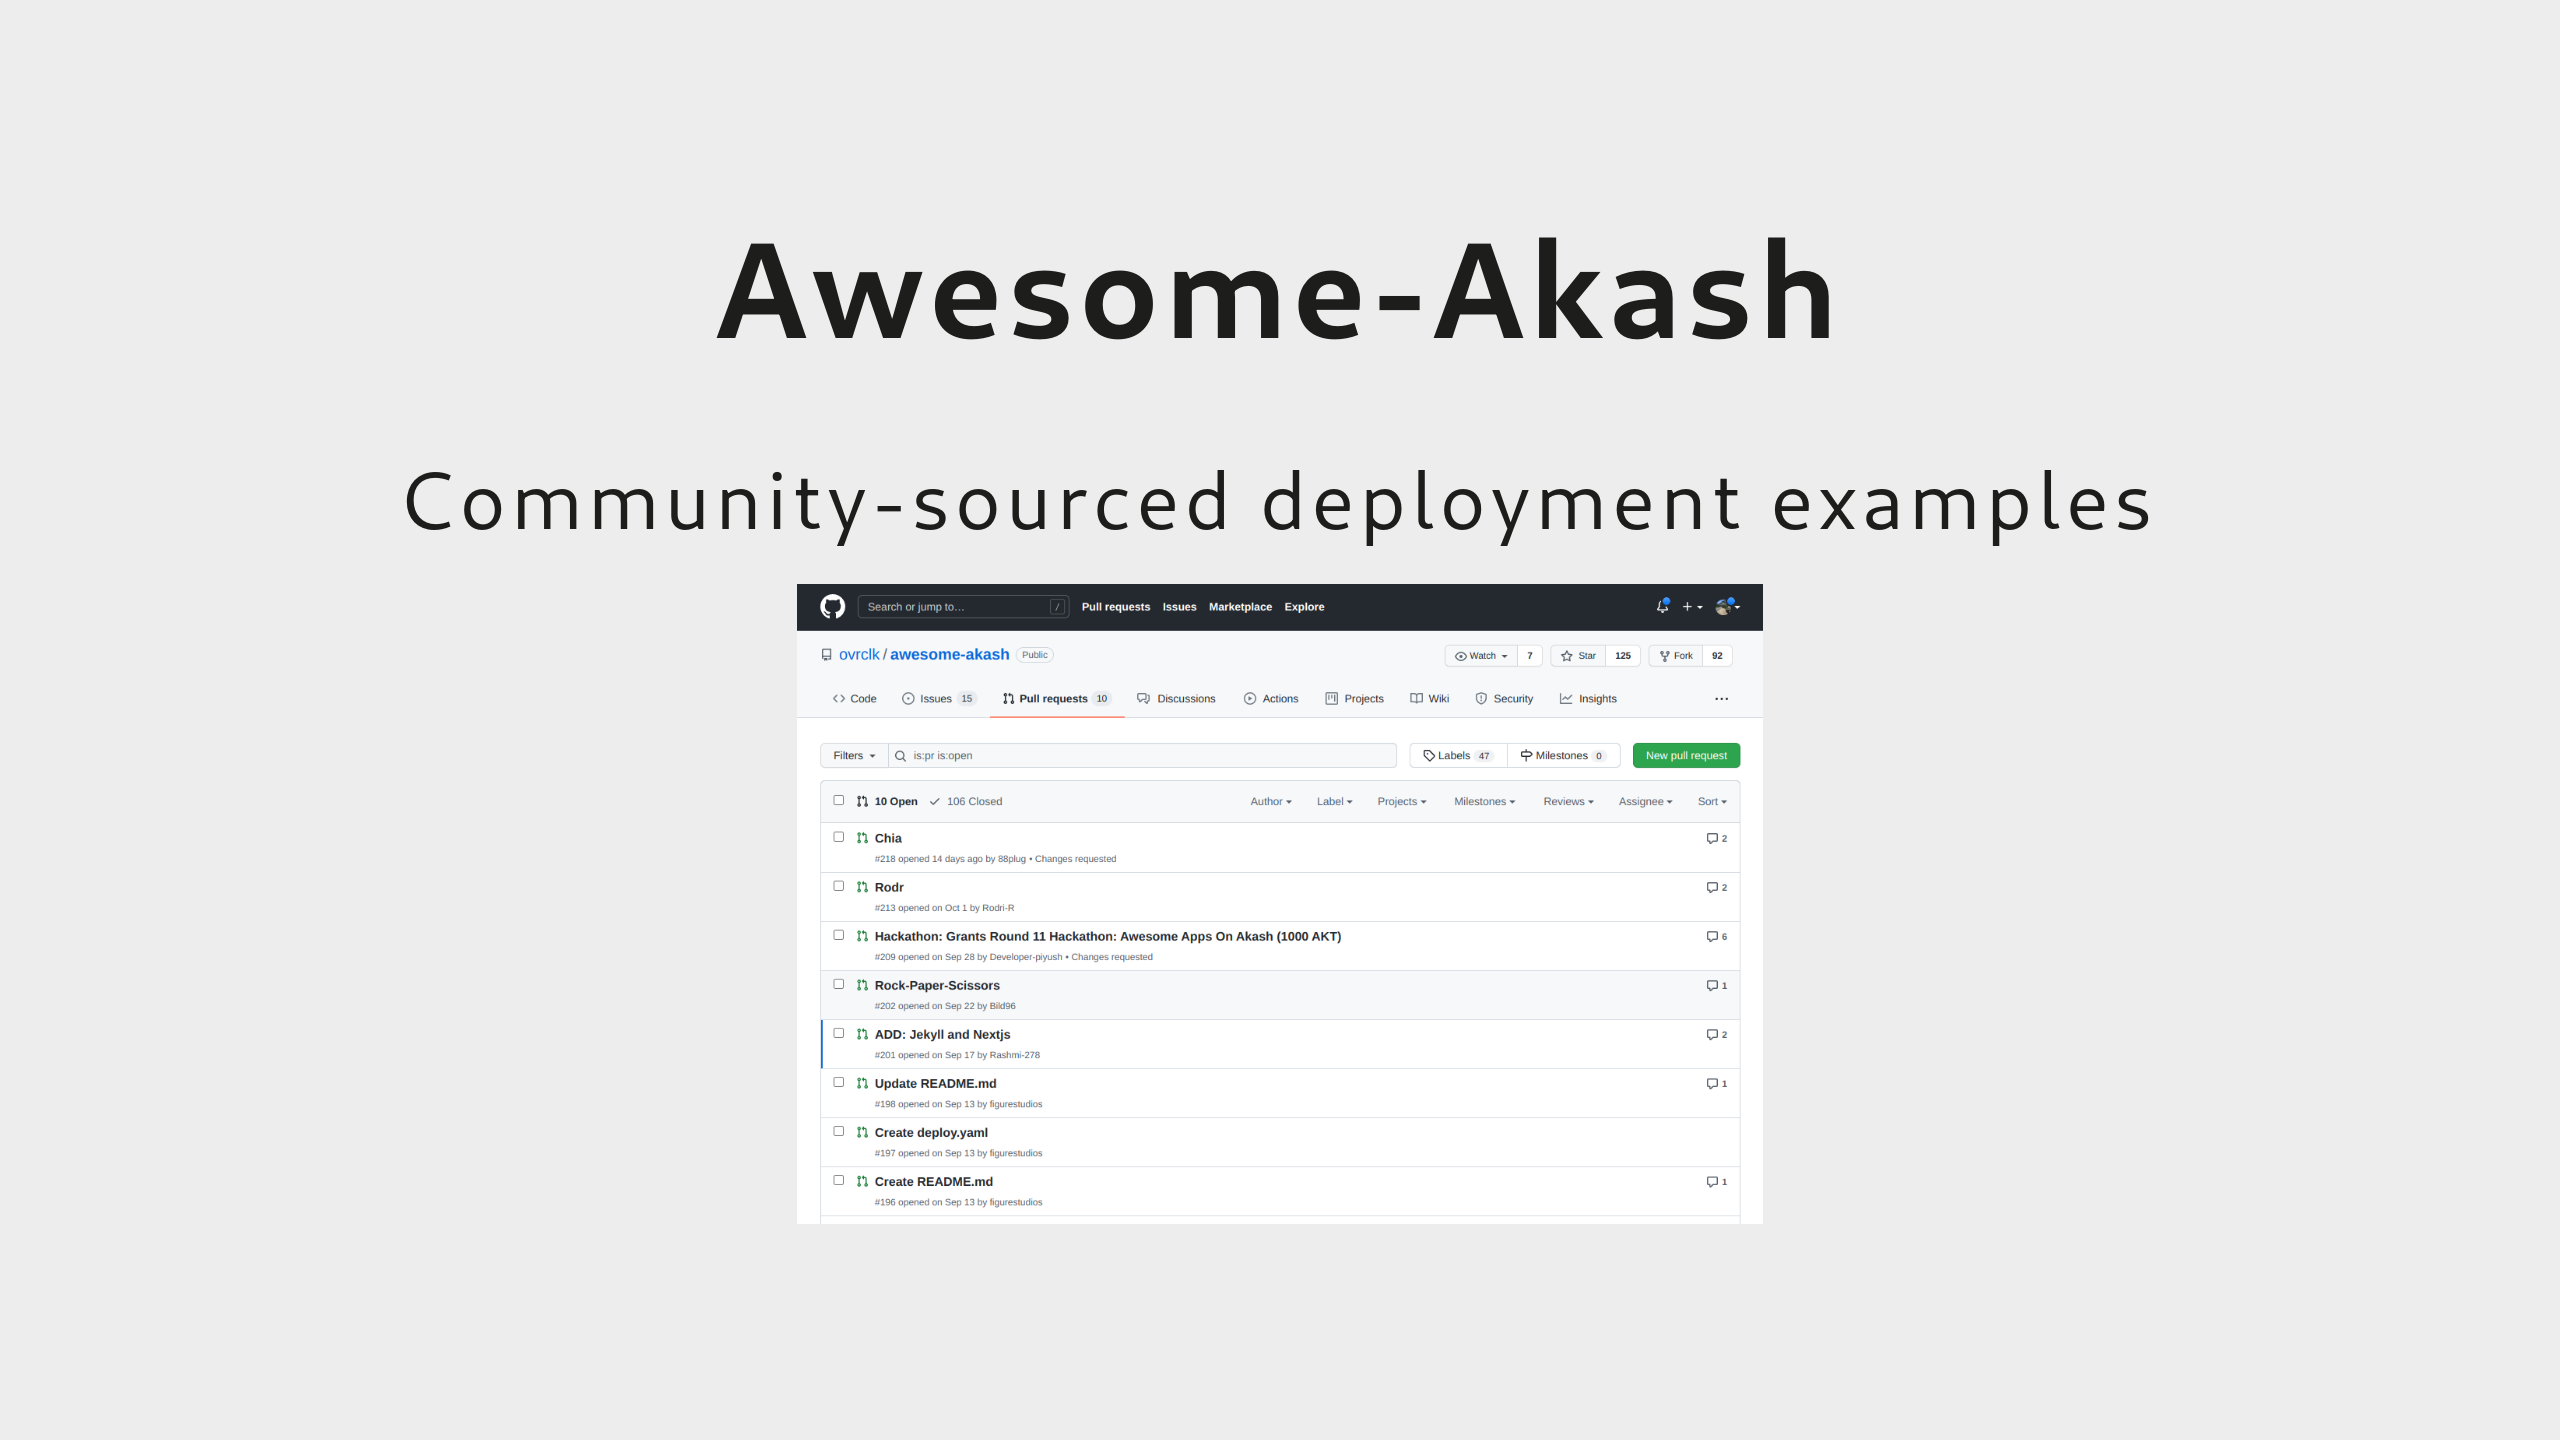 Awesome-Akash
Community-sourced deployment examples
Search or jump to… / Pull requests Issues Marketplace Explore
ovrclk / awesome-akash Public Watch 7 Star 125 Fork 92
Code Issues 15 Pull requests 10 Discussions Actions Projects Wiki Security Insights
Filters is:pr is:open Labels 47 Milestones 0 New pull request
10 Open 106 Closed Author Label Projects Milestones Reviews Assignee Sort
Chia 2
#218 opened 14 days ago by 88plug • Changes requested
Rodr 2
#213 opened on Oct 1 by Rodri-R
Hackathon: Grants Round 11 Hackathon: Awesome Apps On Akash (1000 AKT) 6
#209 opened on Sep 28 by Developer-piyush • Changes requested
Rock-Paper-Scissors 1
#202 opened on Sep 22 by Bild96
ADD: Jekyll and Nextjs 2
#201 opened on Sep 17 by Rashmi-278
Update README.md 1
#198 opened on Sep 13 by figurestudios
Create deploy.yaml
#197 opened on Sep 13 by figurestudios
Create README.md 1
#196 opened on Sep 13 by figurestudios